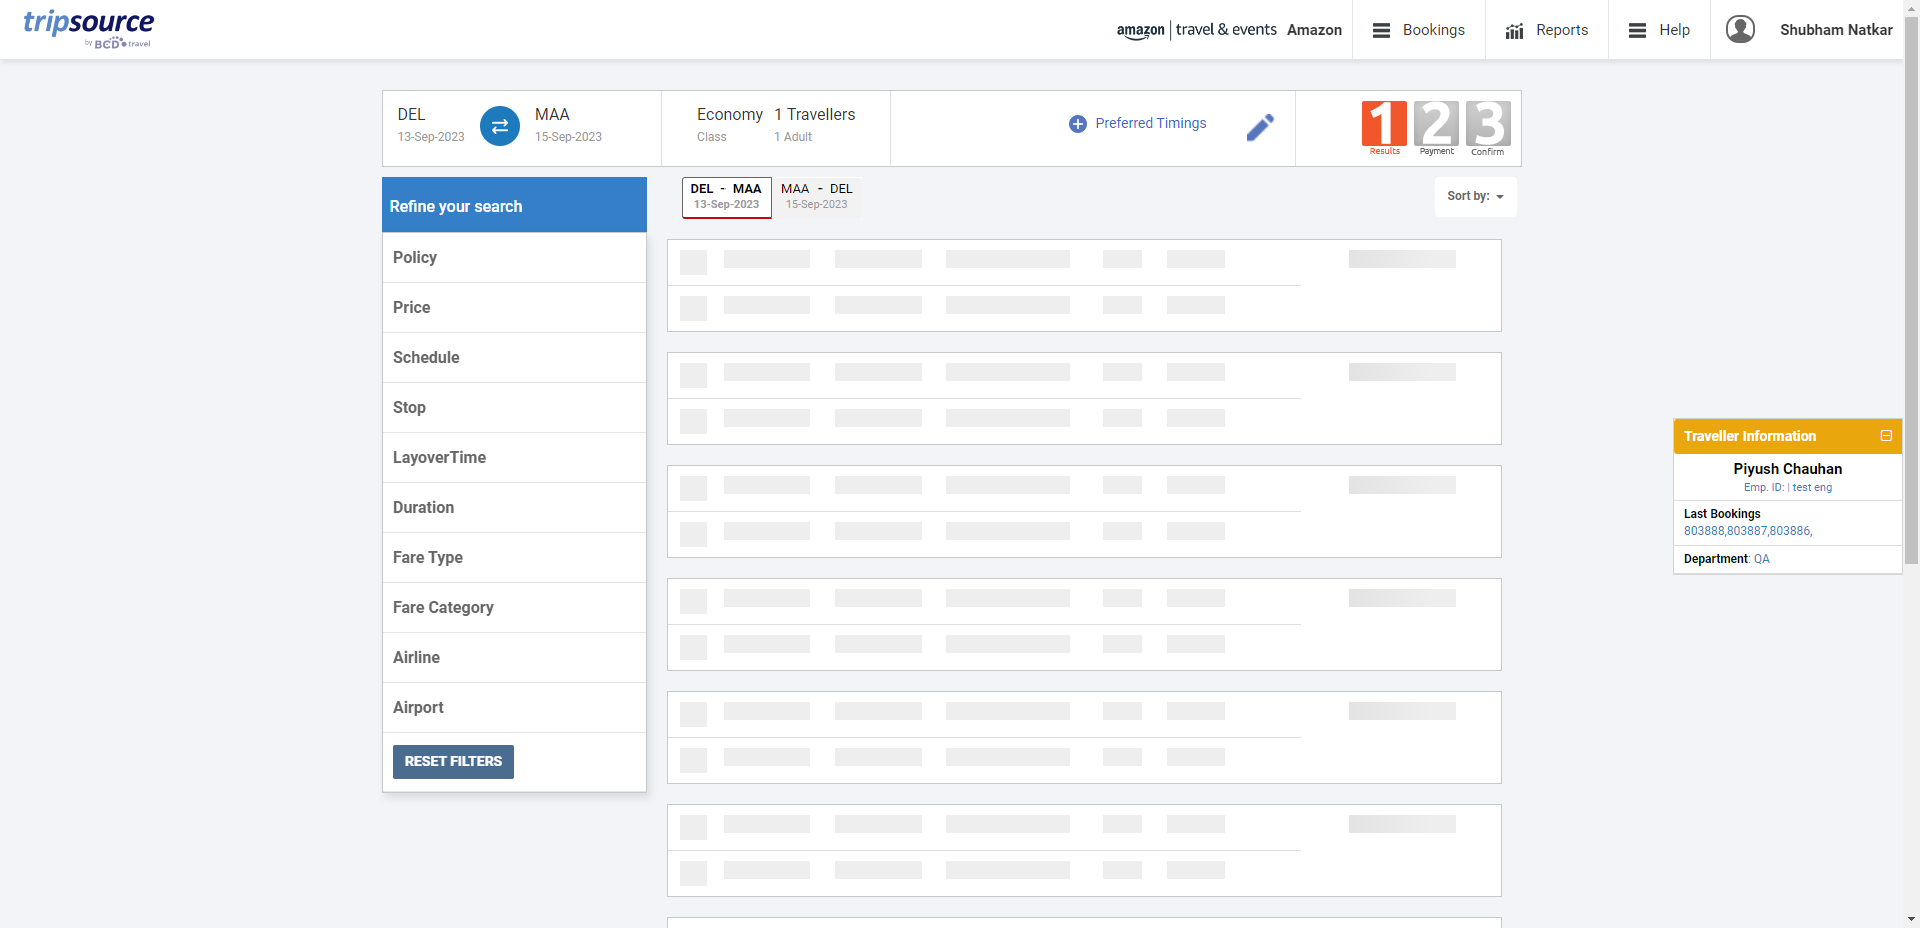 tripsource
by BCD travel
amazon | travel & events Amazon
Bookings
Reports
Help
Shubham Natkar
DEL
13-Sep-2023
MAA
15-Sep-2023
Economy
Class
1 Travellers
1 Adult
Preferred Timings
1 2 3
Results Payment Confirm
Refine your search
Policy
Price
Schedule
Stop
LayoverTime
Duration
Fare Type
Fare Category
Airline
Airport
RESET FILTERS
DEL - MAA
13-Sep-2023
MAA - DEL
15-Sep-2023
Sort by:
Traveller Information
Piyush Chauhan
Emp. ID: | test eng
Last Bookings
803888,803887,803886,
Department: QA